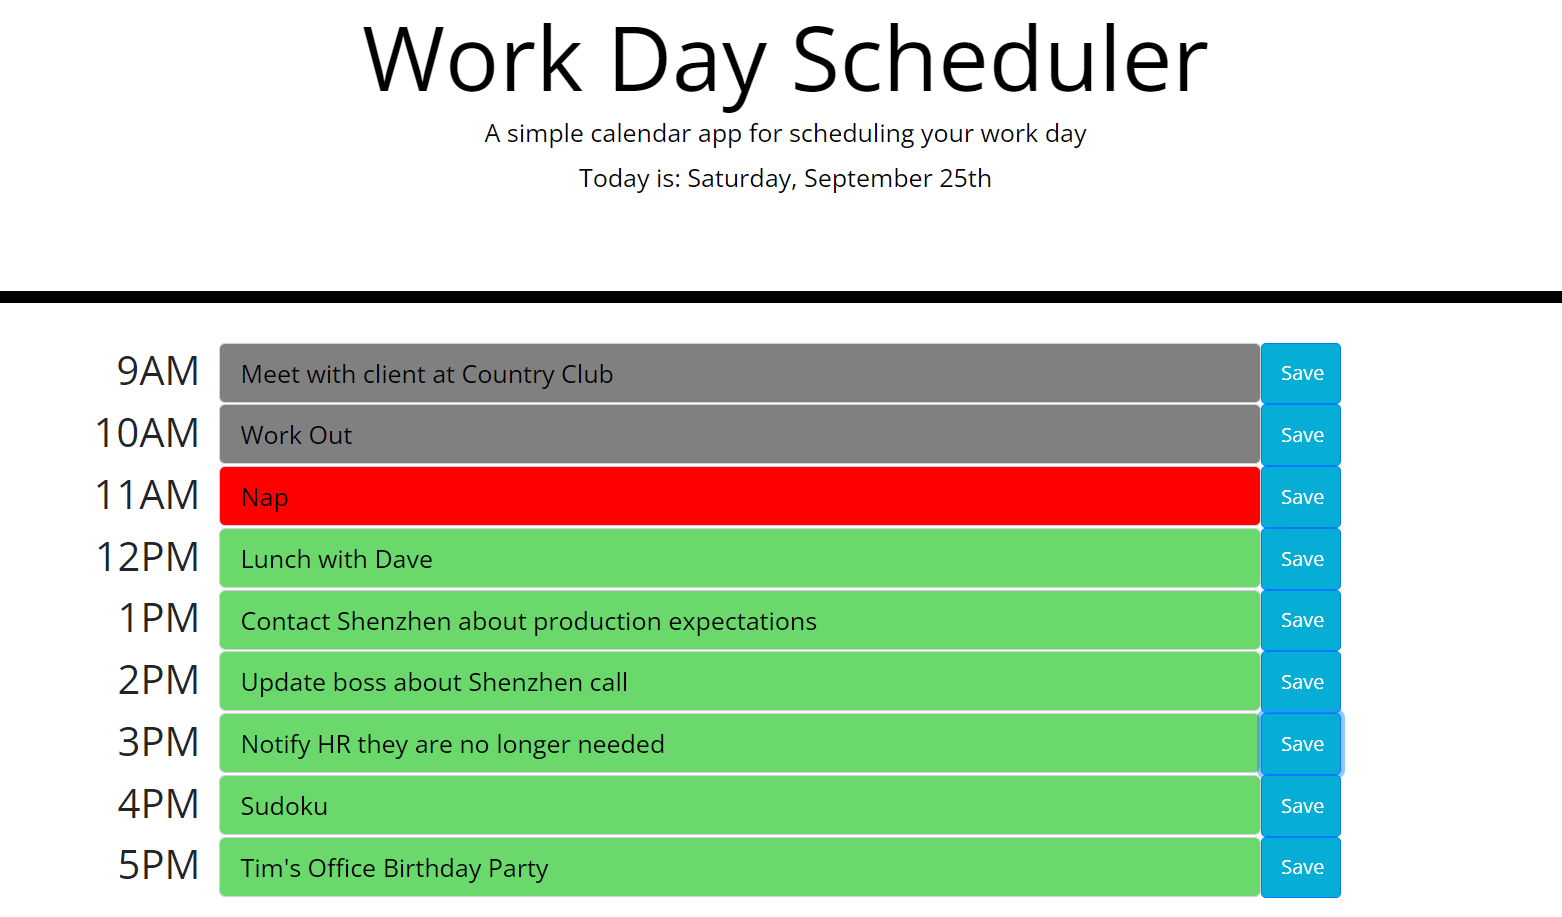 Work Day Scheduler
A simple calendar app for scheduling your work day
Today is: Saturday, September 25th
9AM Meet with client at Country Club Save
10AM Work Out Save
11AM Nap Save
12PM Lunch with Dave Save
1PM Contact Shenzhen about production expectations Save
2PM Update boss about Shenzhen call Save
3PM Notify HR they are no longer needed Save
4PM Sudoku Save
5PM Tim's Office Birthday Party Save